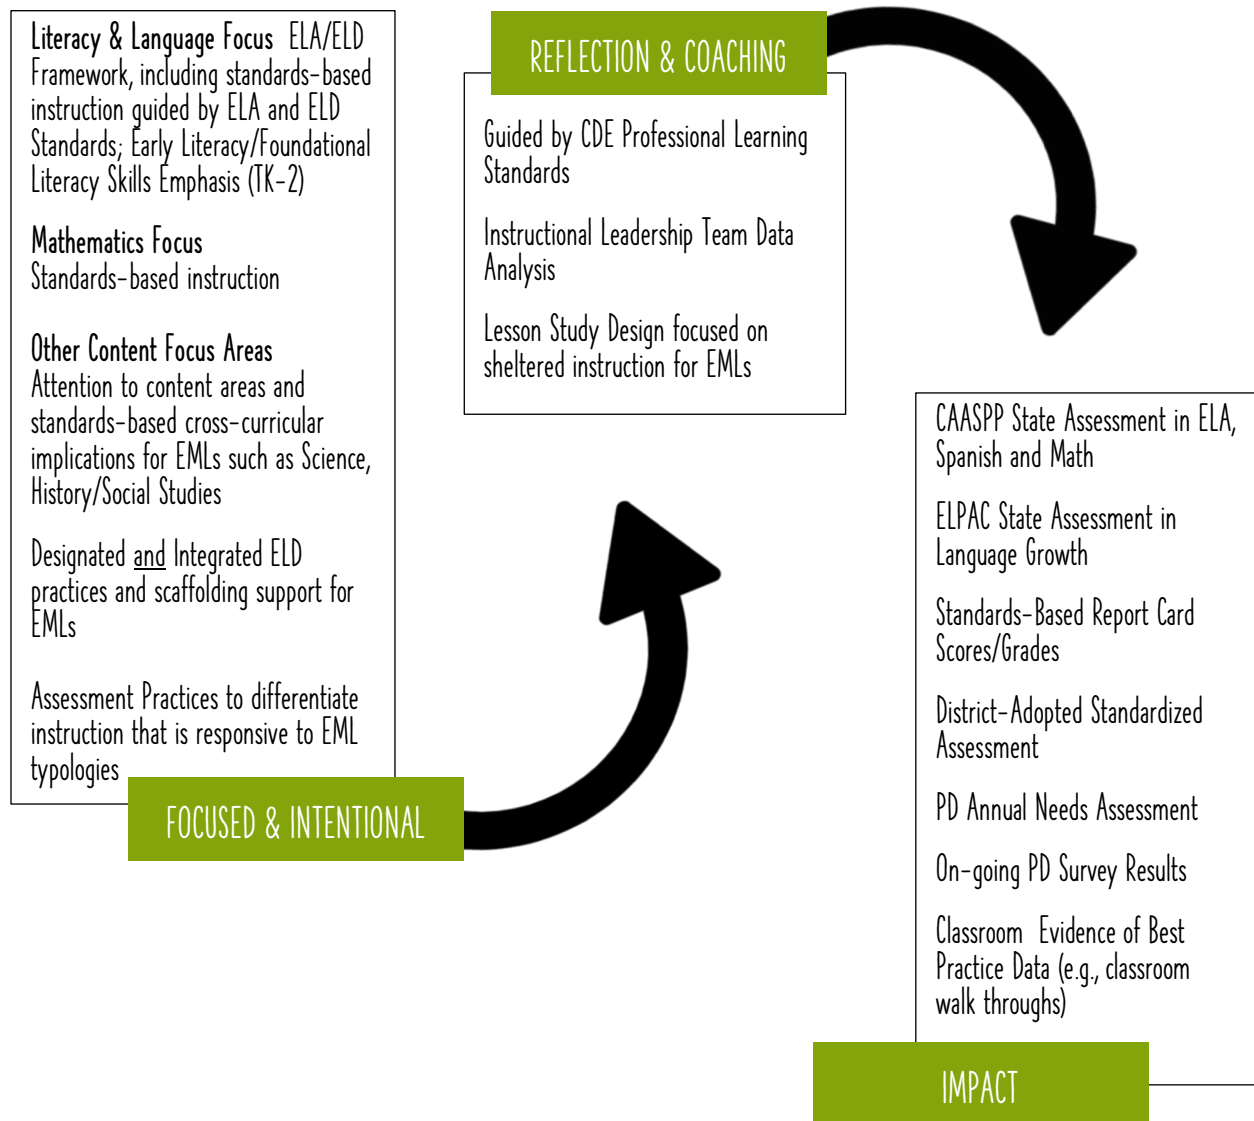 Literacy & Language Focus ELA/ELD
Framework, including standards-based
instruction guided by ELA and ELD
Standards; Early Literacy/Foundational
Literacy Skills Emphasis (TK-2)
Mathematics Focus
Standards-based instruction
Other Content Focus Areas
Attention to content areas and
standards-based cross-curricular
implications for EMLs such as Science,
History/Social Studies
Designated and Integrated ELD
practices and scaffolding support for
EMLs
Assessment Practices to differentiate
instruction that is responsive to EML
typologies
FOCUSED & INTENTIONAL
REFLECTION & COACHING
Guided by CDE Professional Learning
Standards
Instructional Leadership Team Data
Analysis
Lesson Study Design focused on
sheltered instruction for EMLs
CAASPP State Assessment in ELA,
Spanish and Math
ELPAC State Assessment in
Language Growth
Standards-Based Report Card
Scores/Grades
District-Adopted Standardized
Assessment
PD Annual Needs Assessment
On-going PD Survey Results
Classroom Evidence of Best
Practice Data (e.g., classroom
walk throughs)
IMPACT